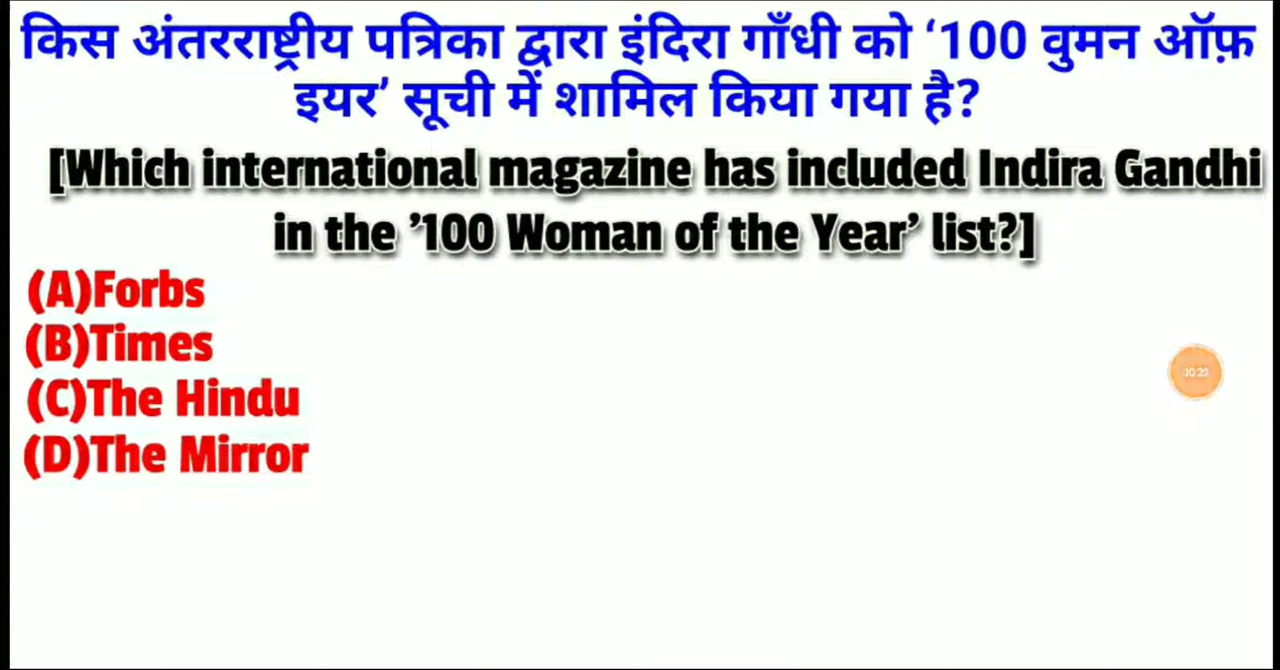 किस अंतरराष्ट्रीय पत्रिका द्वारा इंदिरा गाँधी को ‘100 वुमन ऑफ़
इयर’ सूची में शामिल किया गया है?
[Which international magazine has included Indira Gandhi
in the ’100 Woman of the Year’ list?]
(A)Forbs
(B)Times
(C)The Hindu
(D)The Mirror